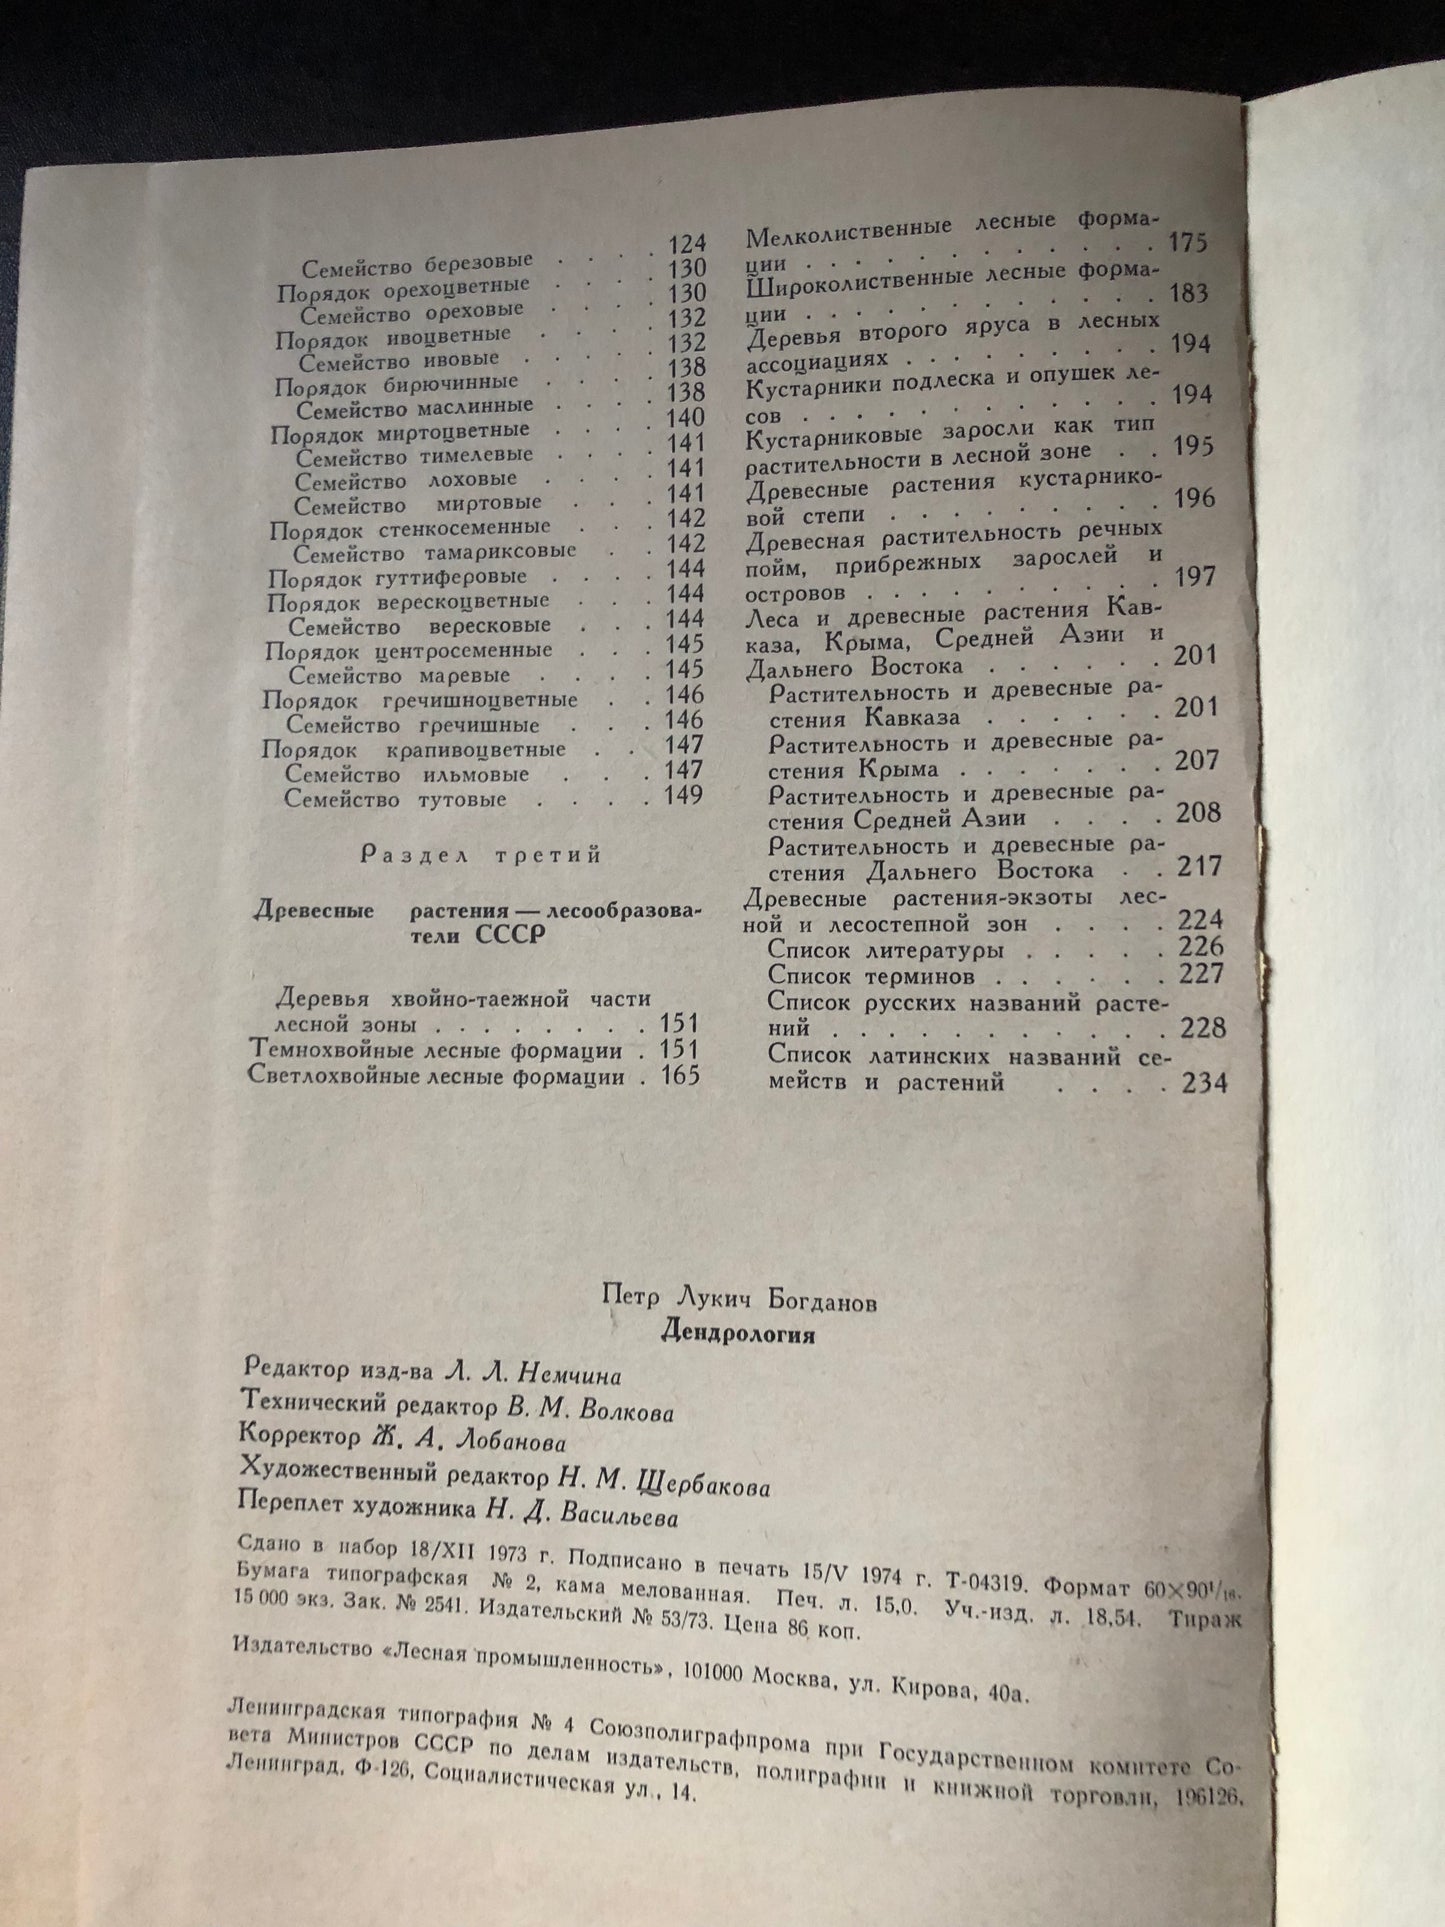 Семейство березовые . . . . 124
Порядок орехоцветные . . . . 130
Семейство ореховые . . . . 130
Порядок ивоцветные . . . . 132
Семейство ивовые . . . . 132
Порядок бирючинные . . . . 138
Семейство маслинные . . . . 138
Порядок миртоцветные . . . . 140
Семейство тимелевые . . . . 141
Семейство лоховые . . . . 141
Семейство миртовые . . . 141
Порядок стенкосеменные . . . 142
Семейство тамариксовые . . 142
Порядок гуттиферовые . . . . 144
Порядок верескоцветные . . . 144
Семейство вересковые . . . 144
Порядок центросеменные . . . 145
Семейство маревые . . . . 145
Порядок гречишноцветные . . 146
Семейство гречишные . . . 146
Порядок крапивоцветные . . . 147
Семейство ильмовые . . . 147
Семейство тутовые . . . . 149
Раздел третий
Древесные растения — лесообразова-
тели СССР
Деревья хвойно-таежной части
лесной зоны . . . . . . . . 151
Темнохвойные лесные формации . 151
Светлохвойные лесные формации . 165
Мелколиственные лесные форма-
ции . . . . . . . . . . 175
Широколиственные лесные форма-
ции . . . . . . . . . . 183
Деревья второго яруса в лесных
ассоциациях . . . . . . . . 194
Кустарники подлеска и опушек ле-
сов . . . . . . . . . . 194
Кустарниковые заросли как тип
растительности в лесной зоне . . 195
Древесные растения кустарнико-
вой степи . . . . . . . . 196
Древесная растительность речных
пойм, прибрежных зарослей и
островов . . . . . . . . . 197
Леса и древесные растения Кав-
каза, Крыма, Средней Азии и
Дальнего Востока . . . . . . 201
Растительность и древесные ра-
стения Кавказа . . . . . . 201
Растительность и древесные ра-
стения Крыма . . . . . . . 207
Растительность и древесные ра-
стения Средней Азии . . . . 208
Растительность и древесные ра-
стения Дальнего Востока . . 217
Древесные растения-экзоты лес-
ной и лесостепной зон . . . . 224
Список литературы . . . . . 226
Список терминов . . . . . . 227
Список русских названий расте-
ний . . . . . . . . . . . 228
Список латинских названий се-
мейств и растений . . . . 234
Петр Лукич Богданов
Дендрология
Редактор изд-ва Л. Л. Немчина
Технический редактор В. М. Волкова
Корректор Ж. А. Лобанова
Художественный редактор Н. М. Щербакова
Переплет художника Н. Д. Васильева
Сдано в набор 18/XII 1973 г. Подписано в печать 15/V 1974 г. Т-04319. Формат 60×90¹/₁₆.
Бумага типографская № 2, кама мелованная. Печ. л. 15,0. Уч.-изд. л. 18,54. Тираж
15 000 экз. Зак. № 2541. Издательский № 53/73. Цена 86 коп.
Издательство «Лесная промышленность», 101000 Москва, ул. Кирова, 40а.
Ленинградская типография № 4 Союзполиграфпрома при Государственном комитете Со-
вета Министров СССР по делам издательств, полиграфии и книжной торговли, 196126,
Ленинград, Ф-126, Социалистическая ул., 14.